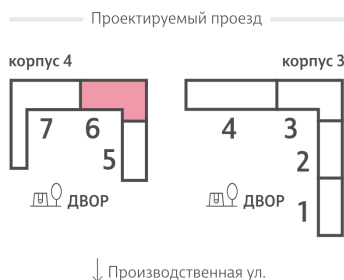 Проектируемый проезд
корпус 4
корпус 3
7 6
5
4 3
2
1
ДВОР
ДВОР
↓ Производственная ул.